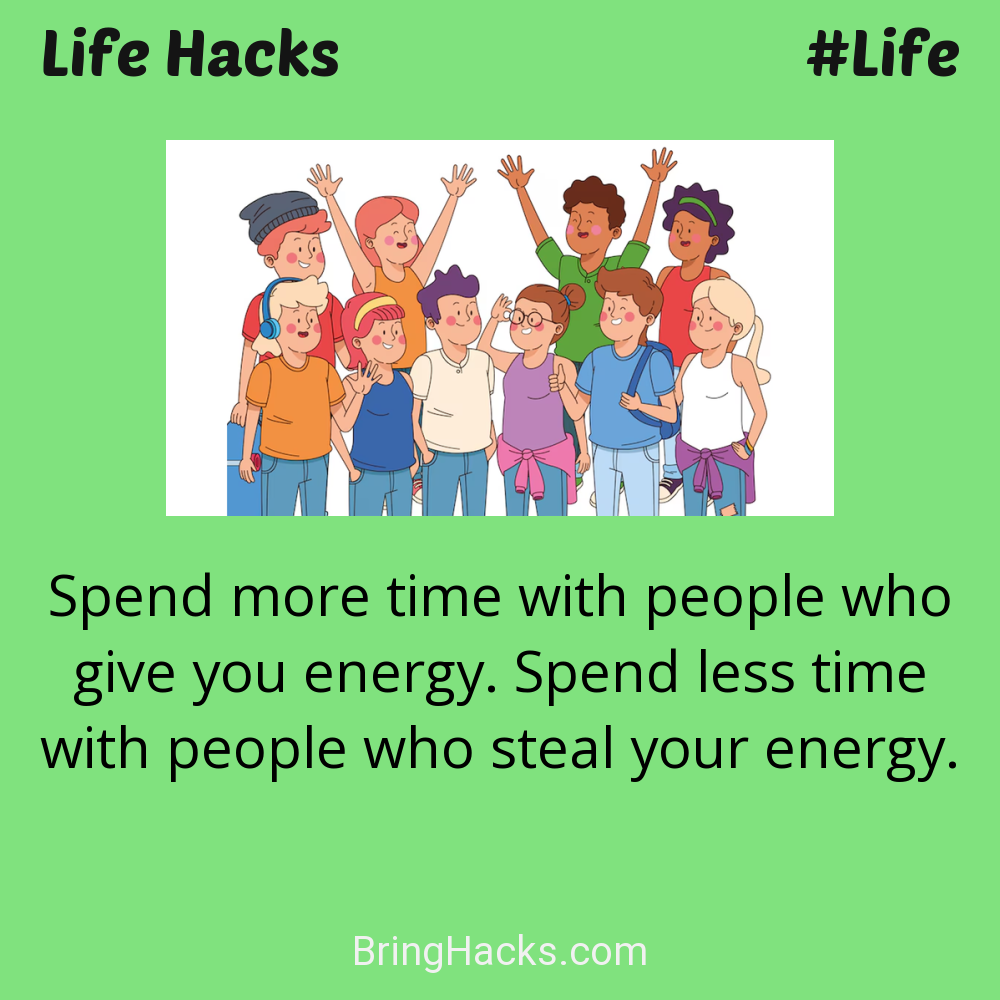 Life Hacks
#Life
Spend more time with people who
give you energy. Spend less time
with people who steal your energy.
BringHacks.com